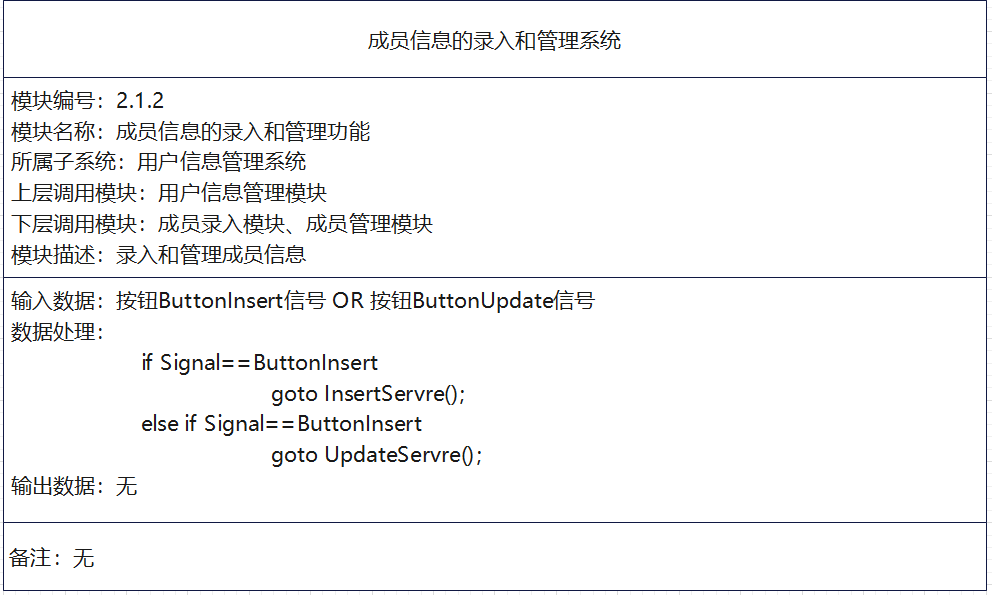 成员信息的录入和管理系统
模块编号：2.1.2
模块名称：成员信息的录入和管理功能
所属子系统：用户信息管理系统
上层调用模块：用户信息管理模块
下层调用模块：成员录入模块、成员管理模块
模块描述：录入和管理成员信息
输入数据：按钮ButtonInsert信号 OR 按钮ButtonUpdate信号
数据处理：
if Signal==ButtonInsert
goto InsertServre();
else if Signal==ButtonInsert
goto UpdateServre();
输出数据：无
备注：无